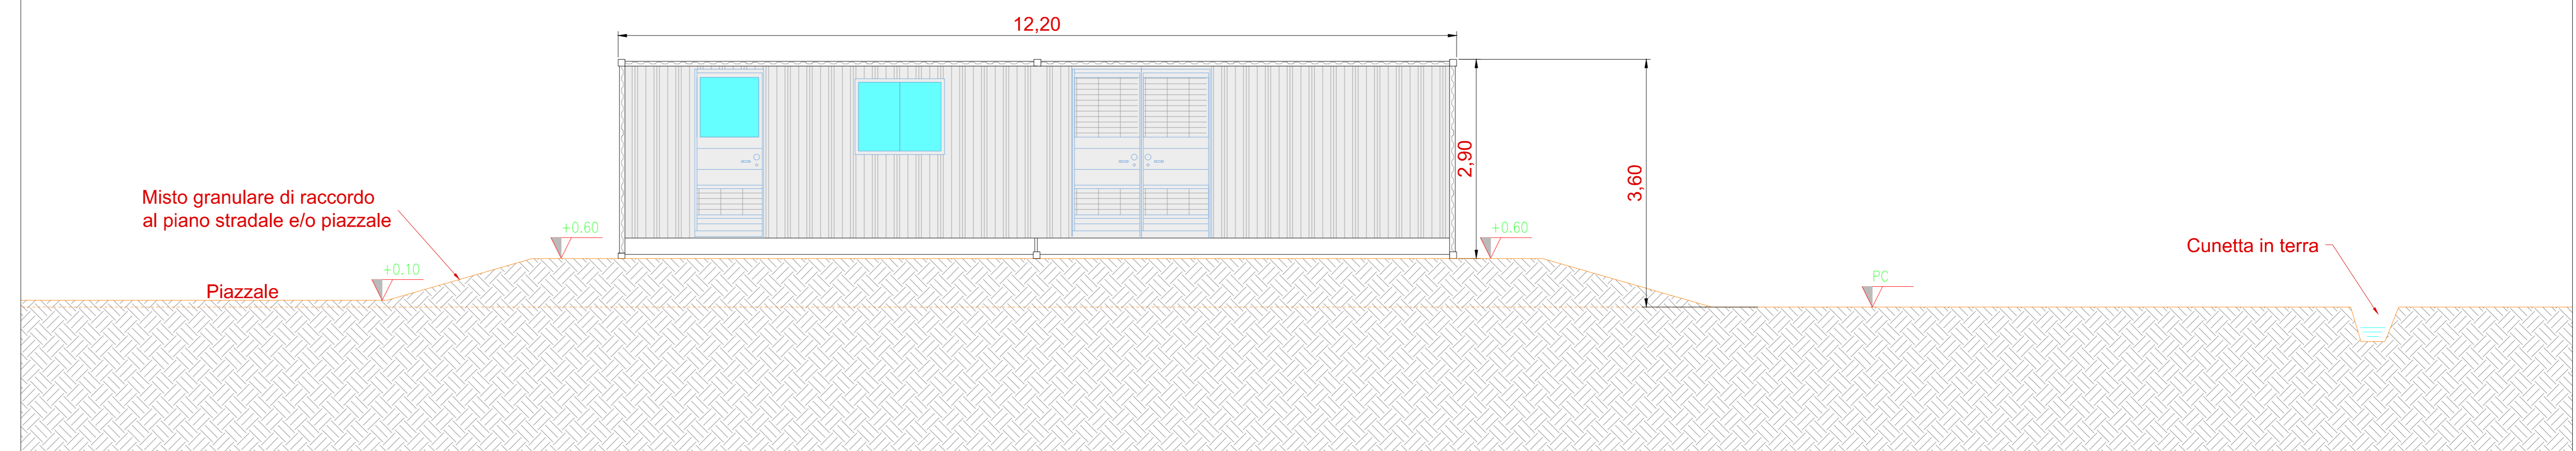 12,20
2,90
3,60
Misto granulare di raccordo
al piano stradale e/o piazzale
+0.60
+0.60
Cunetta in terra
+0.10
PC
Piazzale